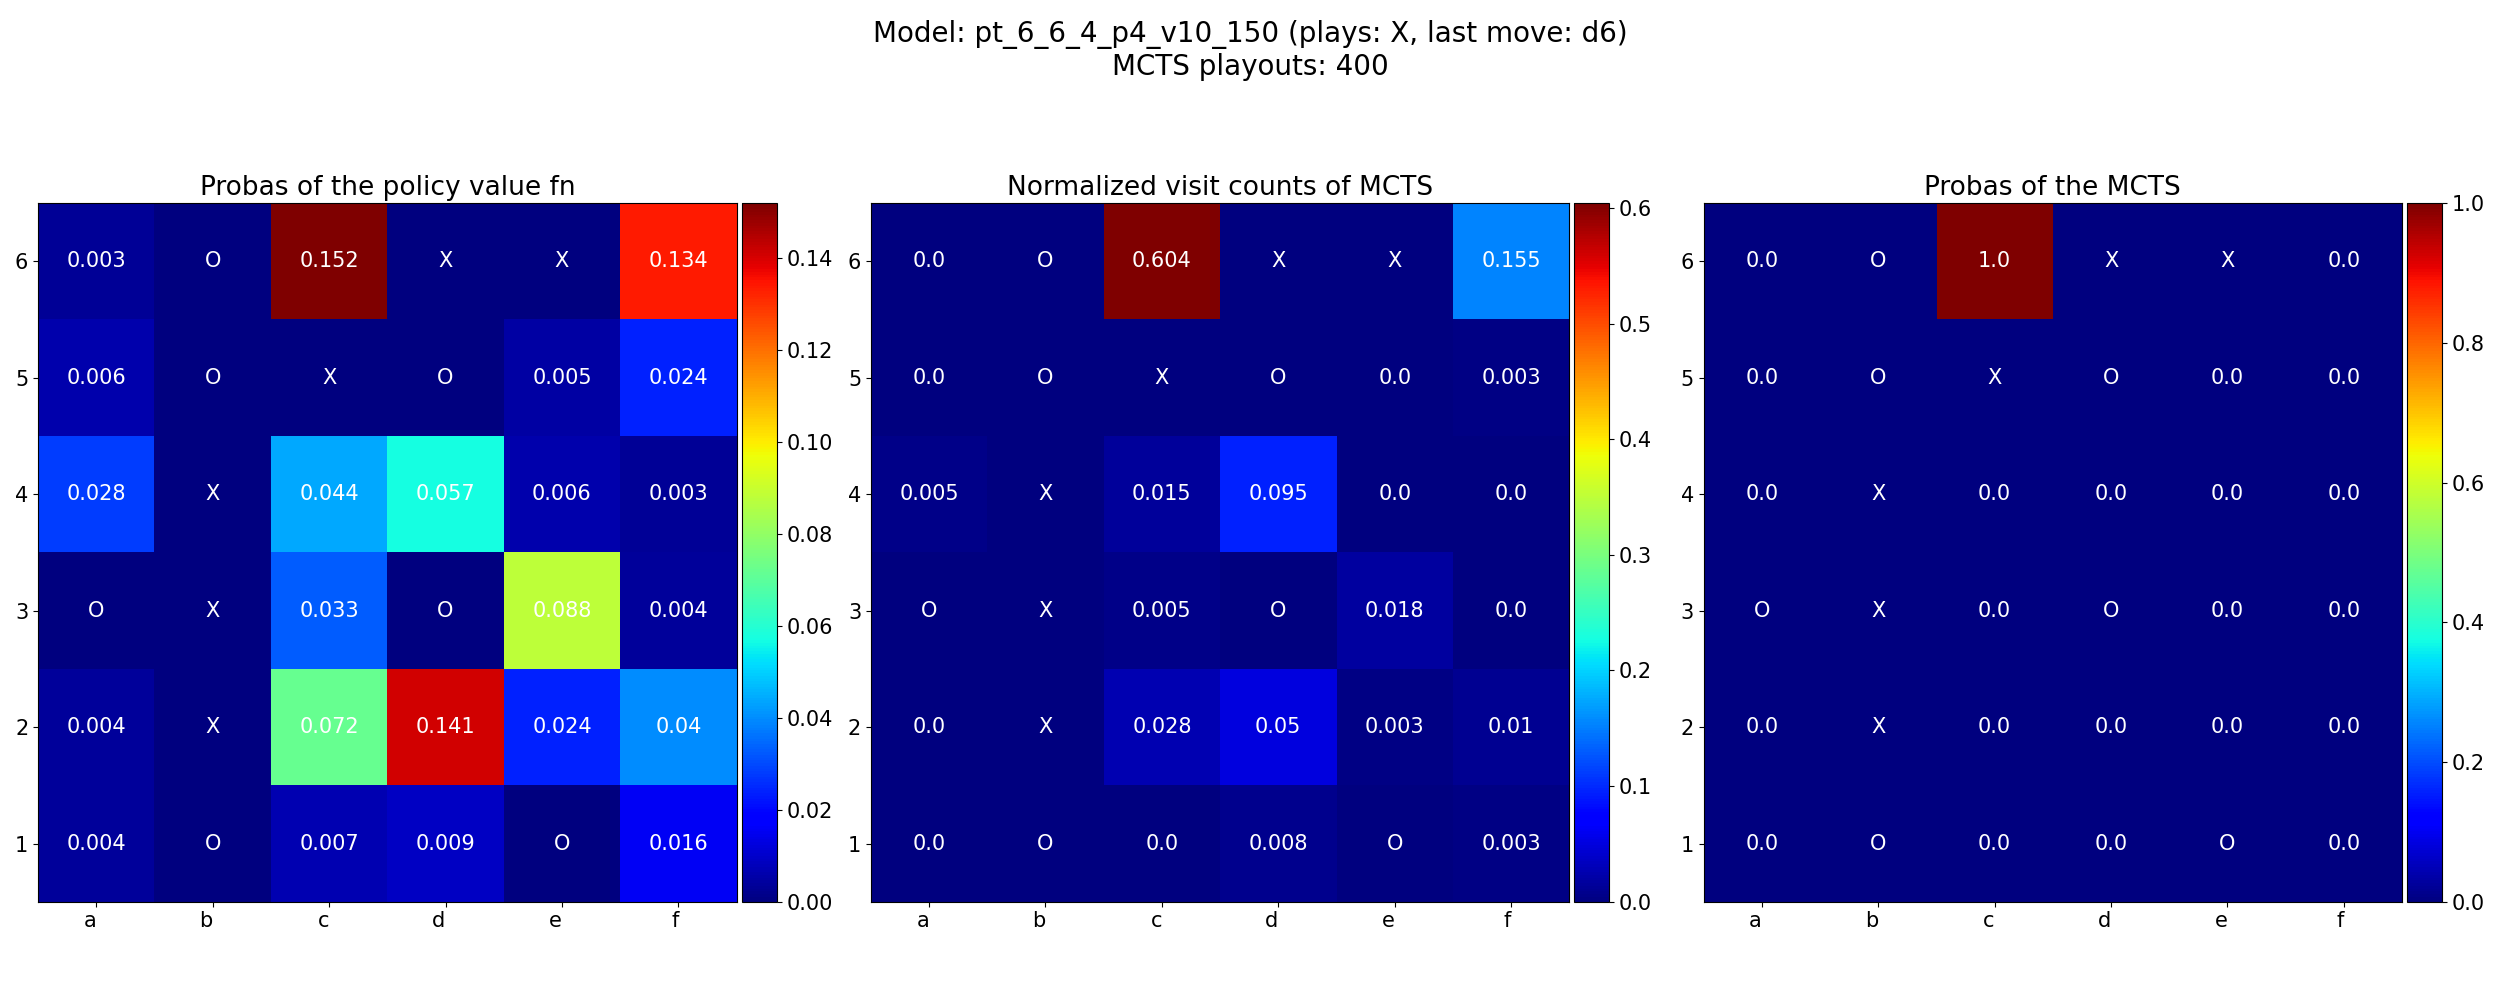 Model: pt_6_6_4_p4_v10_150 (plays: X, last move: d6)
MCTS playouts: 400
Probas of the policy value fn
6 0.003 O 0.152 X X 0.134
5 0.006 O X O 0.005 0.024
4 0.028 X 0.044 0.057 0.006 0.003
3 O X 0.033 O 0.088 0.004
2 0.004 X 0.072 0.141 0.024 0.04
1 0.004 O 0.007 0.009 O 0.016
a b c d e f
0.14
0.12
0.10
0.08
0.06
0.04
0.02
0.00
Normalized visit counts of MCTS
6 0.0 O 0.604 X X 0.155
5 0.0 O X O 0.0 0.003
4 0.005 X 0.015 0.095 0.0 0.0
3 O X 0.005 O 0.018 0.0
2 0.0 X 0.028 0.05 0.003 0.01
1 0.0 O 0.0 0.008 O 0.003
a b c d e f
0.6
0.5
0.4
0.3
0.2
0.1
0.0
Probas of the MCTS
6 0.0 O 1.0 X X 0.0
5 0.0 O X O 0.0 0.0
4 0.0 X 0.0 0.0 0.0 0.0
3 O X 0.0 O 0.0 0.0
2 0.0 X 0.0 0.0 0.0 0.0
1 0.0 O 0.0 0.0 O 0.0
a b c d e f
1.0
0.8
0.6
0.4
0.2
0.0